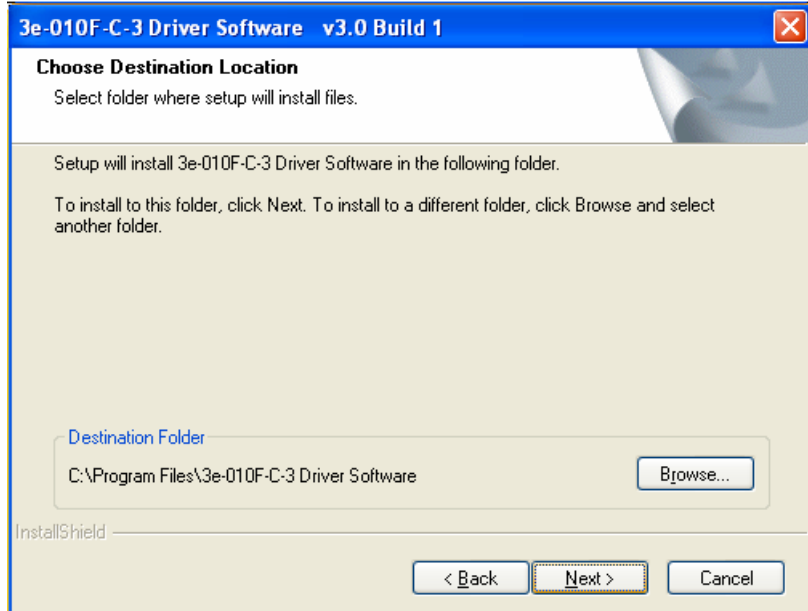 3e-010F-C-3 Driver Software v3.0 Build 1
Choose Destination Location
Select folder where setup will install files.
Setup will install 3e-010F-C-3 Driver Software in the following folder.
To install to this folder, click Next. To install to a different folder, click Browse and select
another folder.
Destination Folder
C:\Program Files\3e-010F-C-3 Driver Software
Browse...
InstallShield
< Back
Next >
Cancel